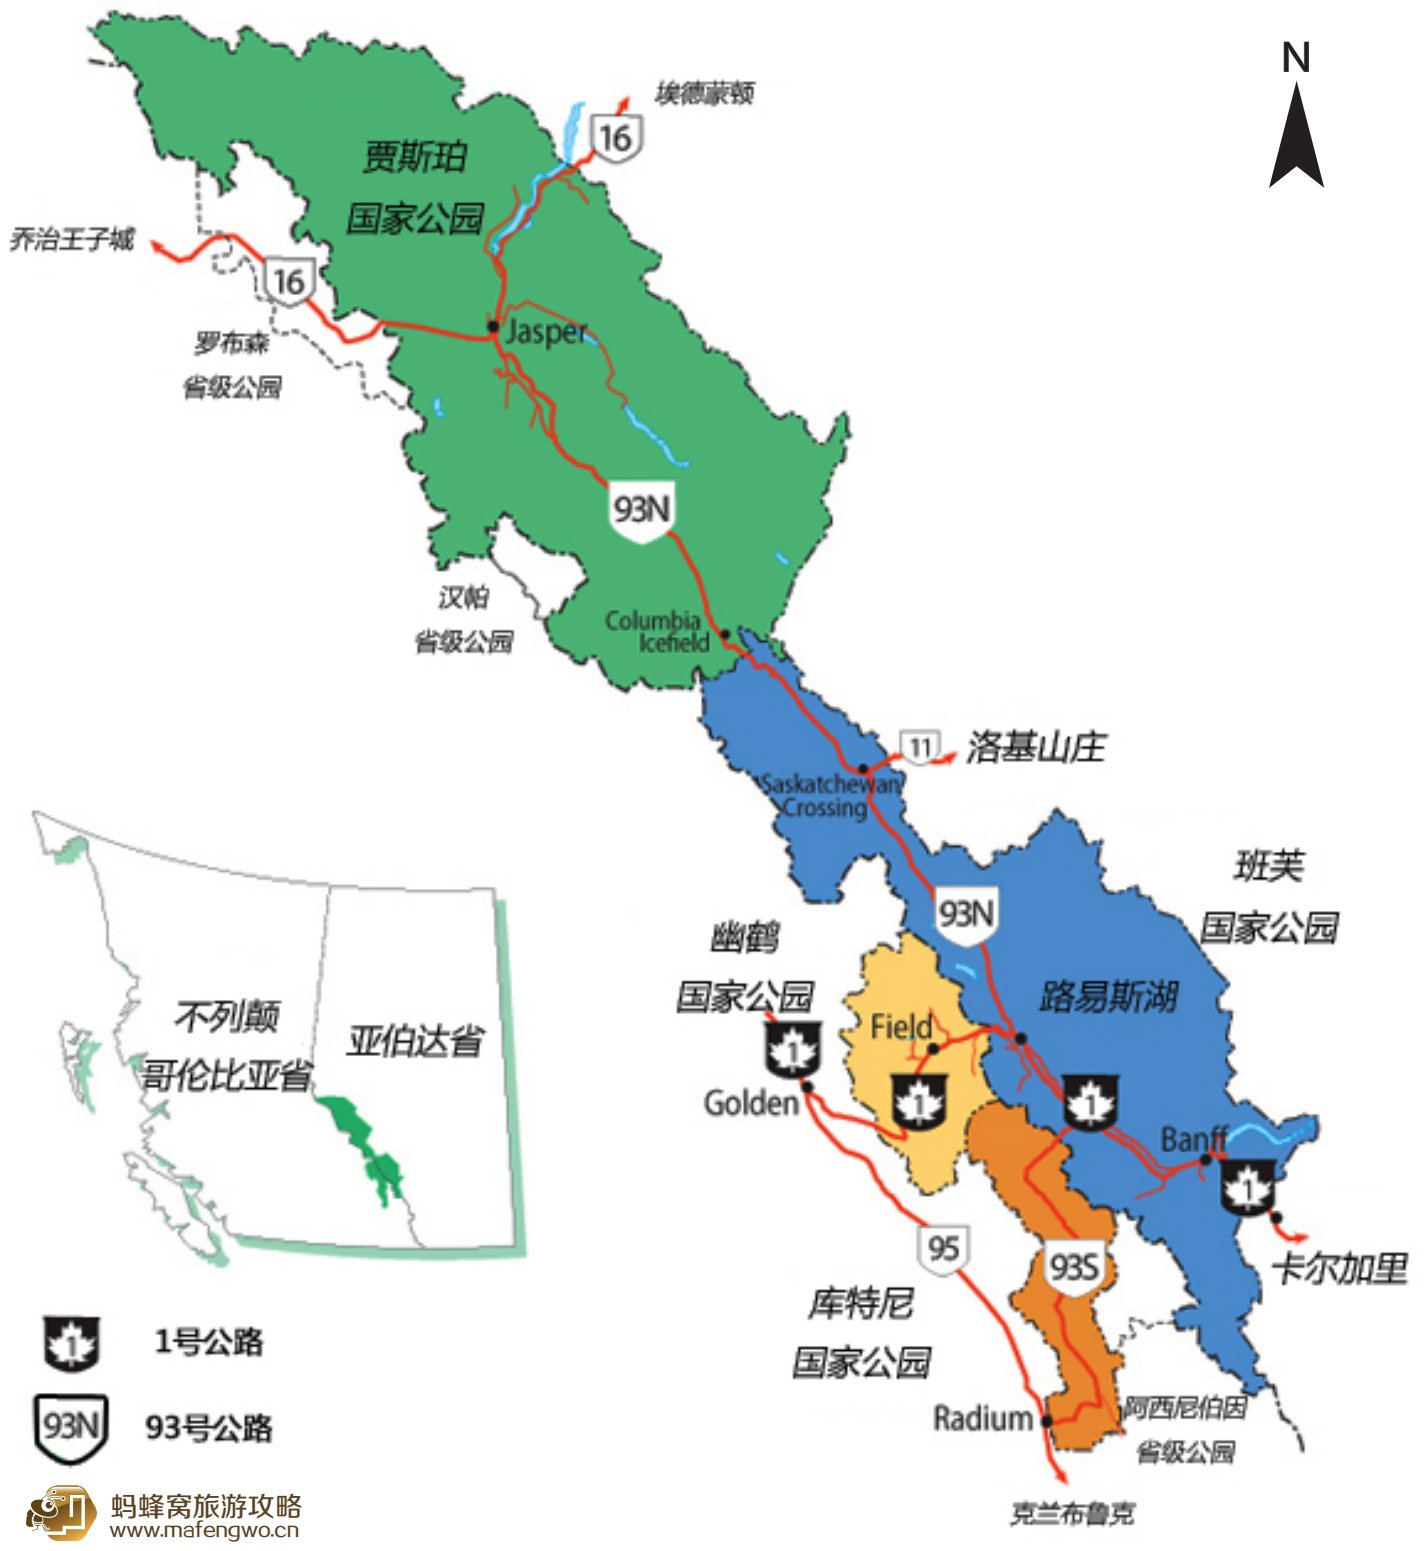 N
埃德蒙顿
16
贾斯珀
国家公园
乔治王子城
16
Jasper
罗布森
省级公园
93N
汉帕
省级公园
Columbia
Icefield
11
洛基山庄
Saskatchewan
Crossing
班芙
国家公园
93N
幽鹤
国家公园
路易斯湖
不列颠
哥伦比亚省
亚伯达省
Field
1
Golden
1
1
Banff
1
95
93S
卡尔加里
库特尼
国家公园
1
1号公路
Radium
阿西尼伯因
省级公园
93N
93号公路
克兰布鲁克
蚂蜂窝旅游攻略
www.mafengwo.cn